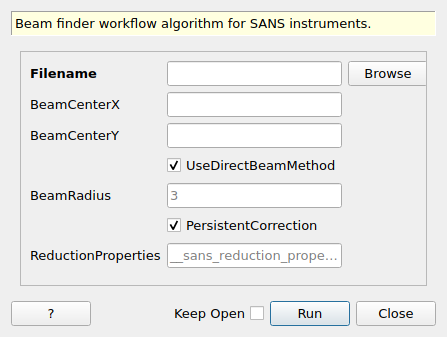 Beam finder workflow algorithm for SANS instruments.
Filename Browse
BeamCenterX
BeamCenterY
UseDirectBeamMethod
BeamRadius 3
PersistentCorrection
ReductionProperties __sans_reduction_prope...
? Keep Open Run Close